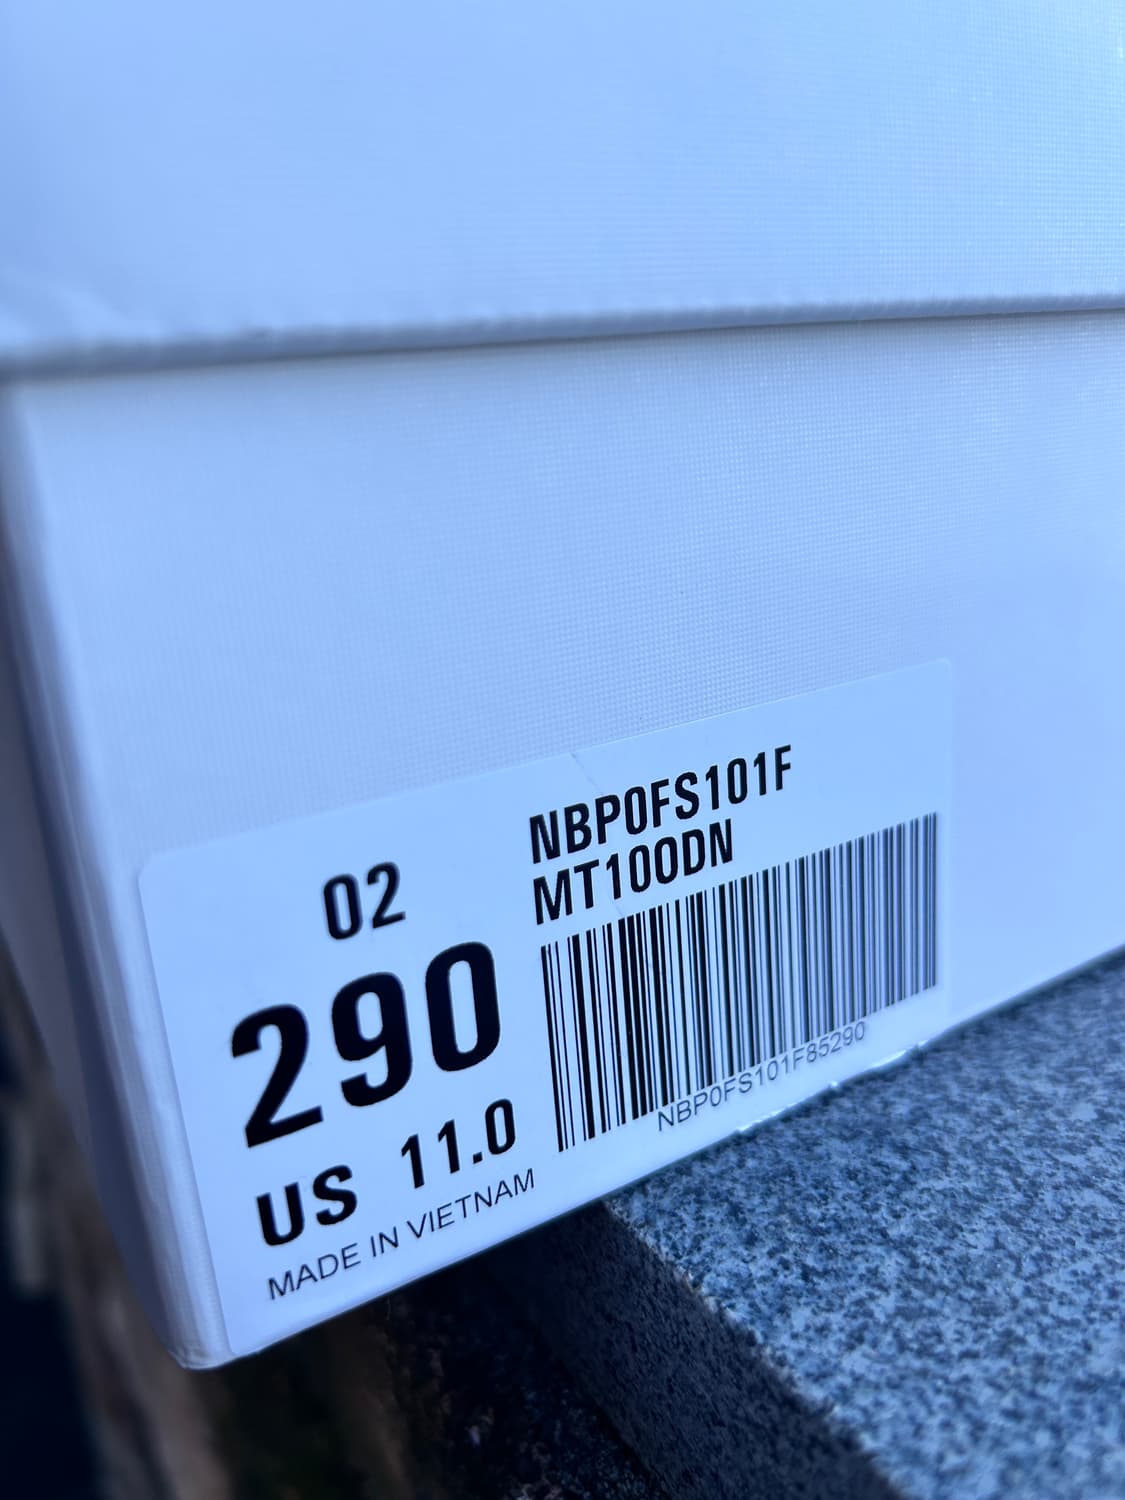 NBP0FS101F
MT100DN
02
290
US 11.0
MADE IN VIETNAM
NBP0FS101F85290